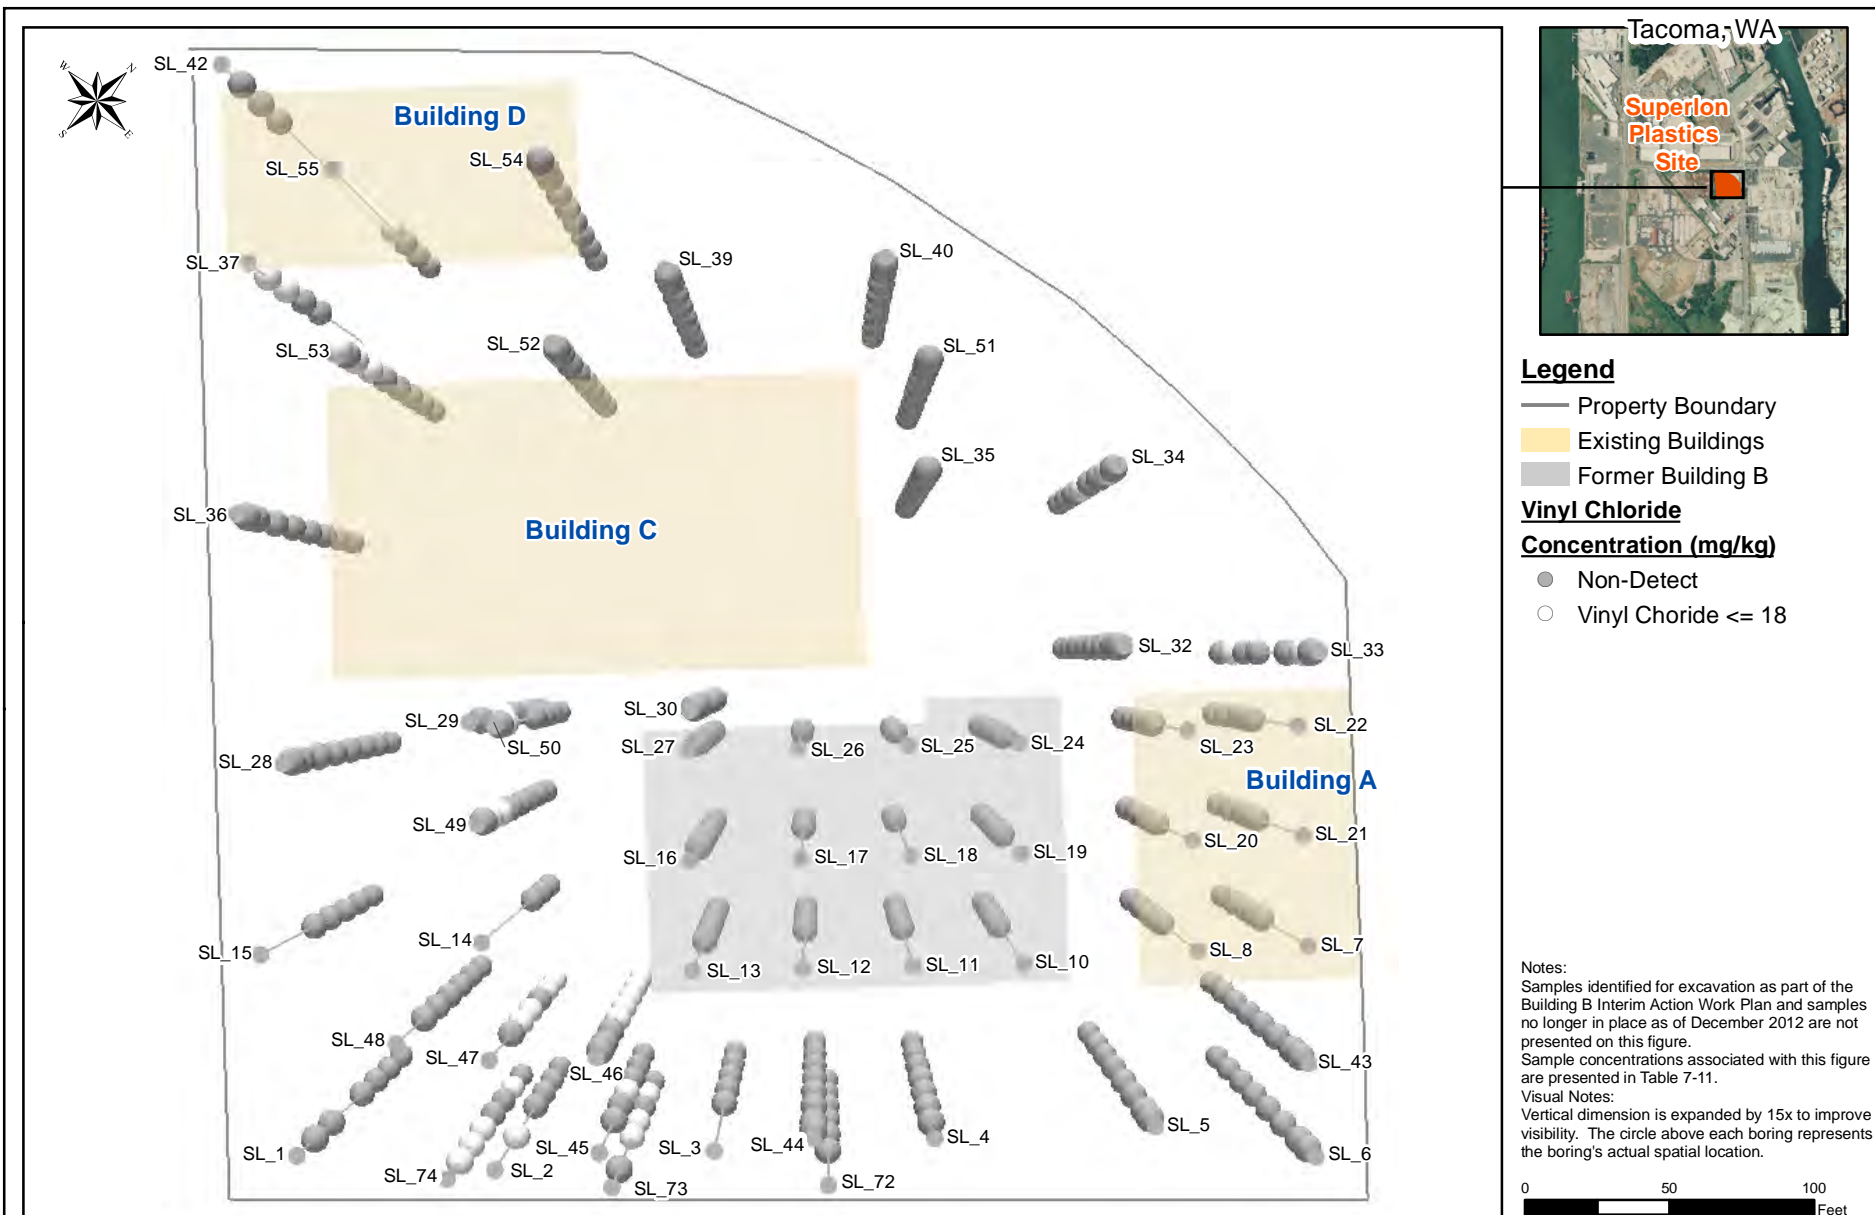 W
N
S
E
SL_42
Building D
SL_54
SL_55
SL_37
SL_39
SL_40
SL_53
SL_52
SL_51
SL_35
SL_34
SL_36
Building C
SL_32
SL_33
SL_30
SL_29
SL_50
SL_27
SL_26
SL_25
SL_24
SL_23
SL_22
SL_28
Building A
SL_49
SL_16
SL_17
SL_18
SL_19
SL_20
SL_21
SL_15
SL_14
SL_13
SL_12
SL_11
SL_10
SL_8
SL_7
SL_48
SL_47
SL_46
SL_43
SL_1
SL_74
SL_2
SL_45
SL_73
SL_3
SL_44
SL_72
SL_4
SL_5
SL_6
Tacoma, WA
Superlon
Plastics
Site
Legend
Property Boundary
Existing Buildings
Former Building B
Vinyl Chloride
Concentration (mg/kg)
Non-Detect
Vinyl Choride <= 18
Notes:
Samples identified for excavation as part of the
Building B Interim Action Work Plan and samples
no longer in place as of December 2012 are not
presented on this figure.
Sample concentrations associated with this figure
are presented in Table 7-11.
Visual Notes:
Vertical dimension is expanded by 15x to improve
visibility.  The circle above each boring represents
the boring's actual spatial location.
0 50 100
Feet